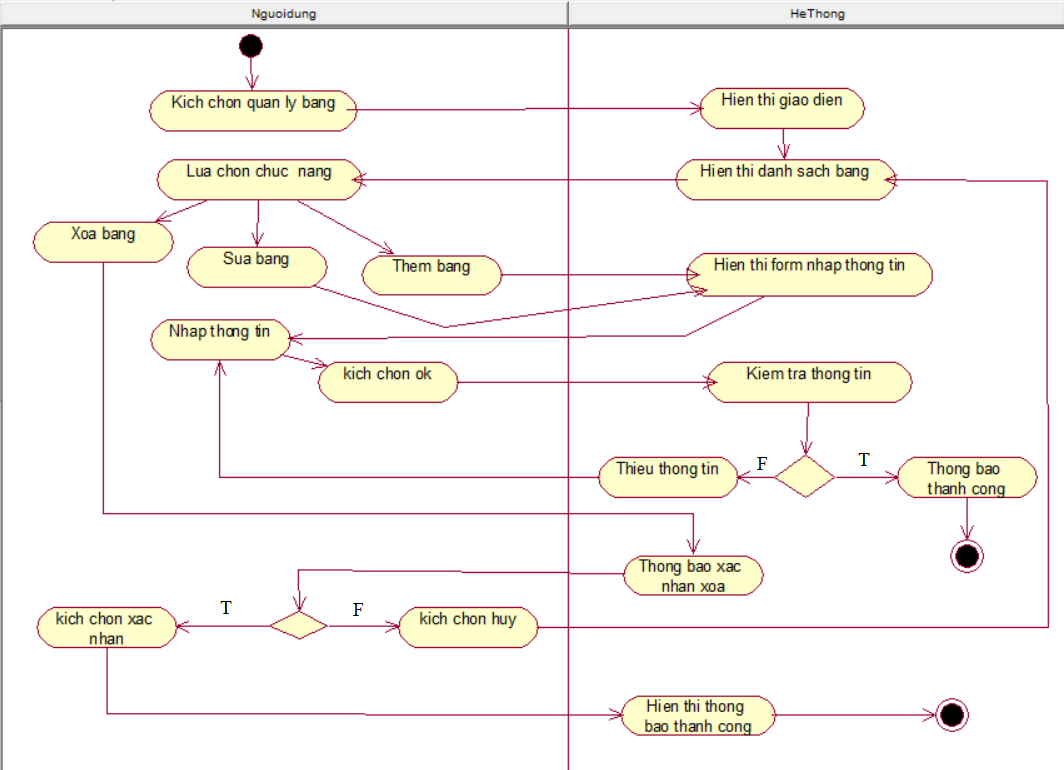 Nguoidung
HeThong
Kich chon quan ly bang
Hien thi giao dien
Lua chon chuc nang
Hien thi danh sach bang
Xoa bang
Sua bang
Them bang
Hien thi form nhap thong tin
Nhap thong tin
kich chon ok
Kiem tra thong tin
Thieu thong tin
F
T
Thong bao
thanh cong
Thong bao xac
nhan xoa
kich chon xac
nhan
T
F
kich chon huy
Hien thi thong
bao thanh cong